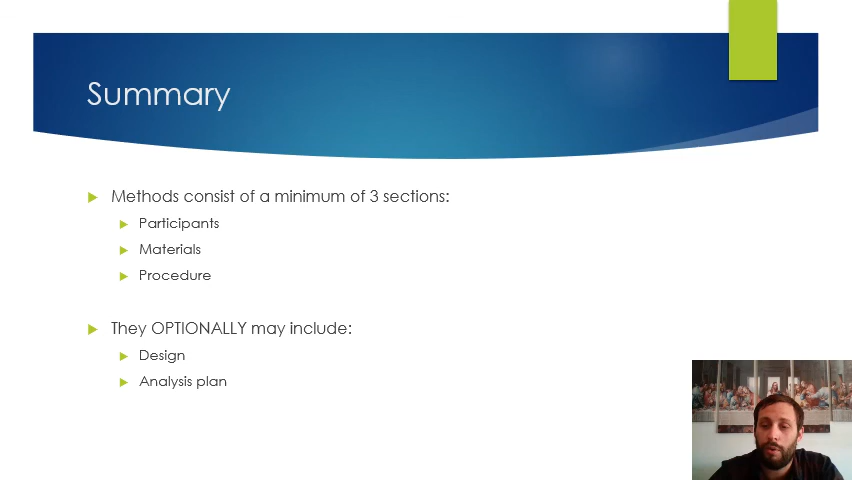 Summary
Methods consist of a minimum of 3 sections:
Participants
Materials
Procedure
They OPTIONALLY may include:
Design
Analysis plan